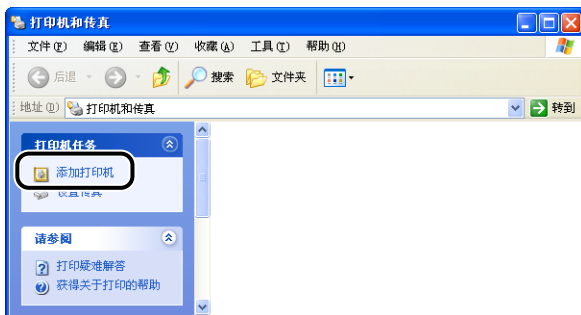 打印机和传真
文件(F) 编辑(E) 查看(V) 收藏(A) 工具(T) 帮助(H)
后退 搜索 文件夹
地址(D) 打印机和传真 转到
打印机任务
添加打印机
设置传真
请参阅
打印疑难解答
获得关于打印的帮助